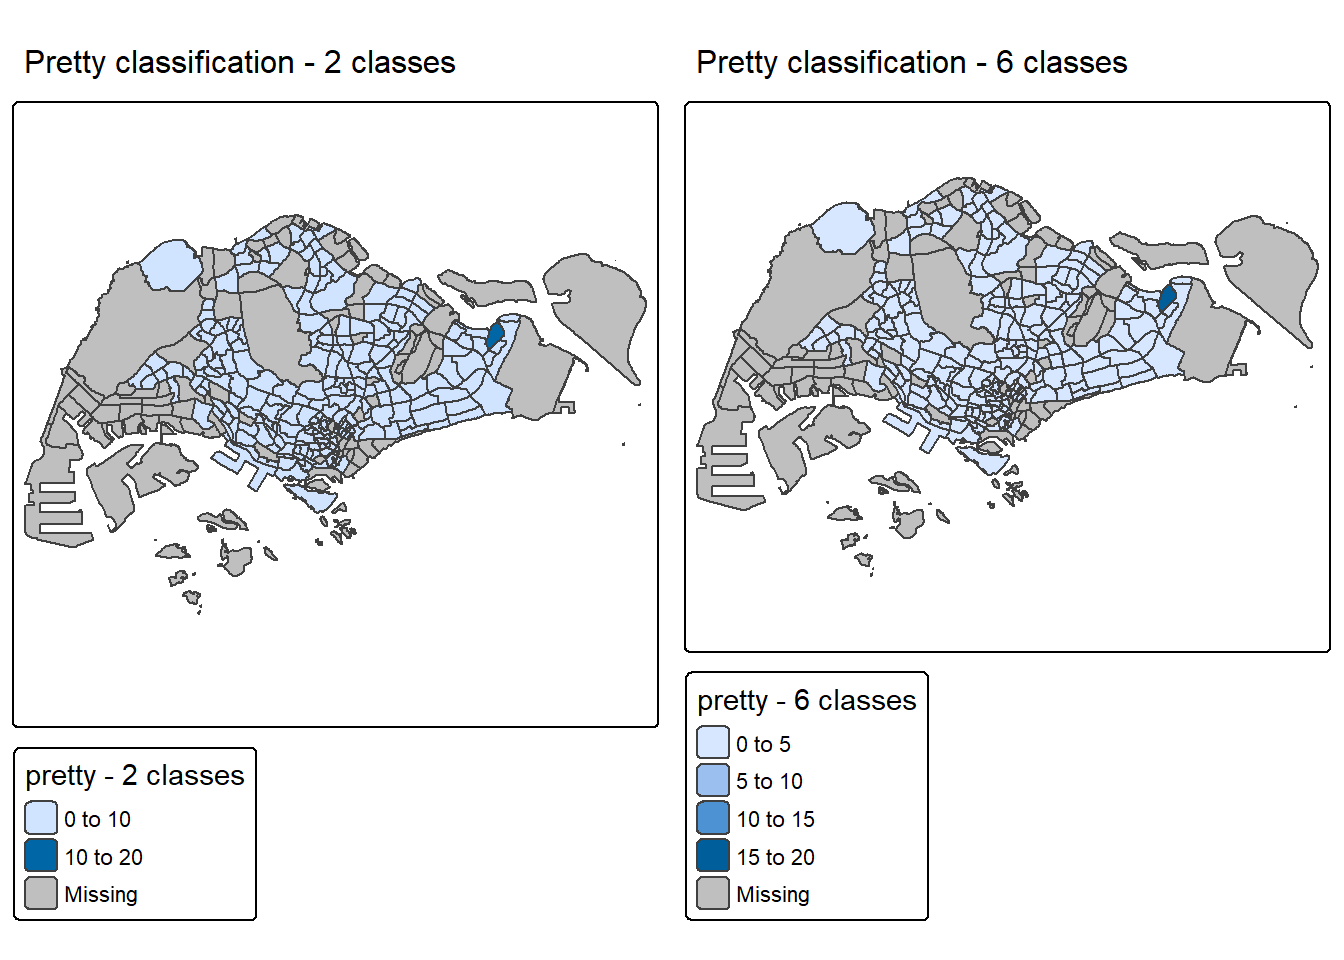 Pretty classification - 2 classes
pretty - 2 classes
0 to 10
10 to 20
Missing
Pretty classification - 6 classes
pretty - 6 classes
0 to 5
5 to 10
10 to 15
15 to 20
Missing